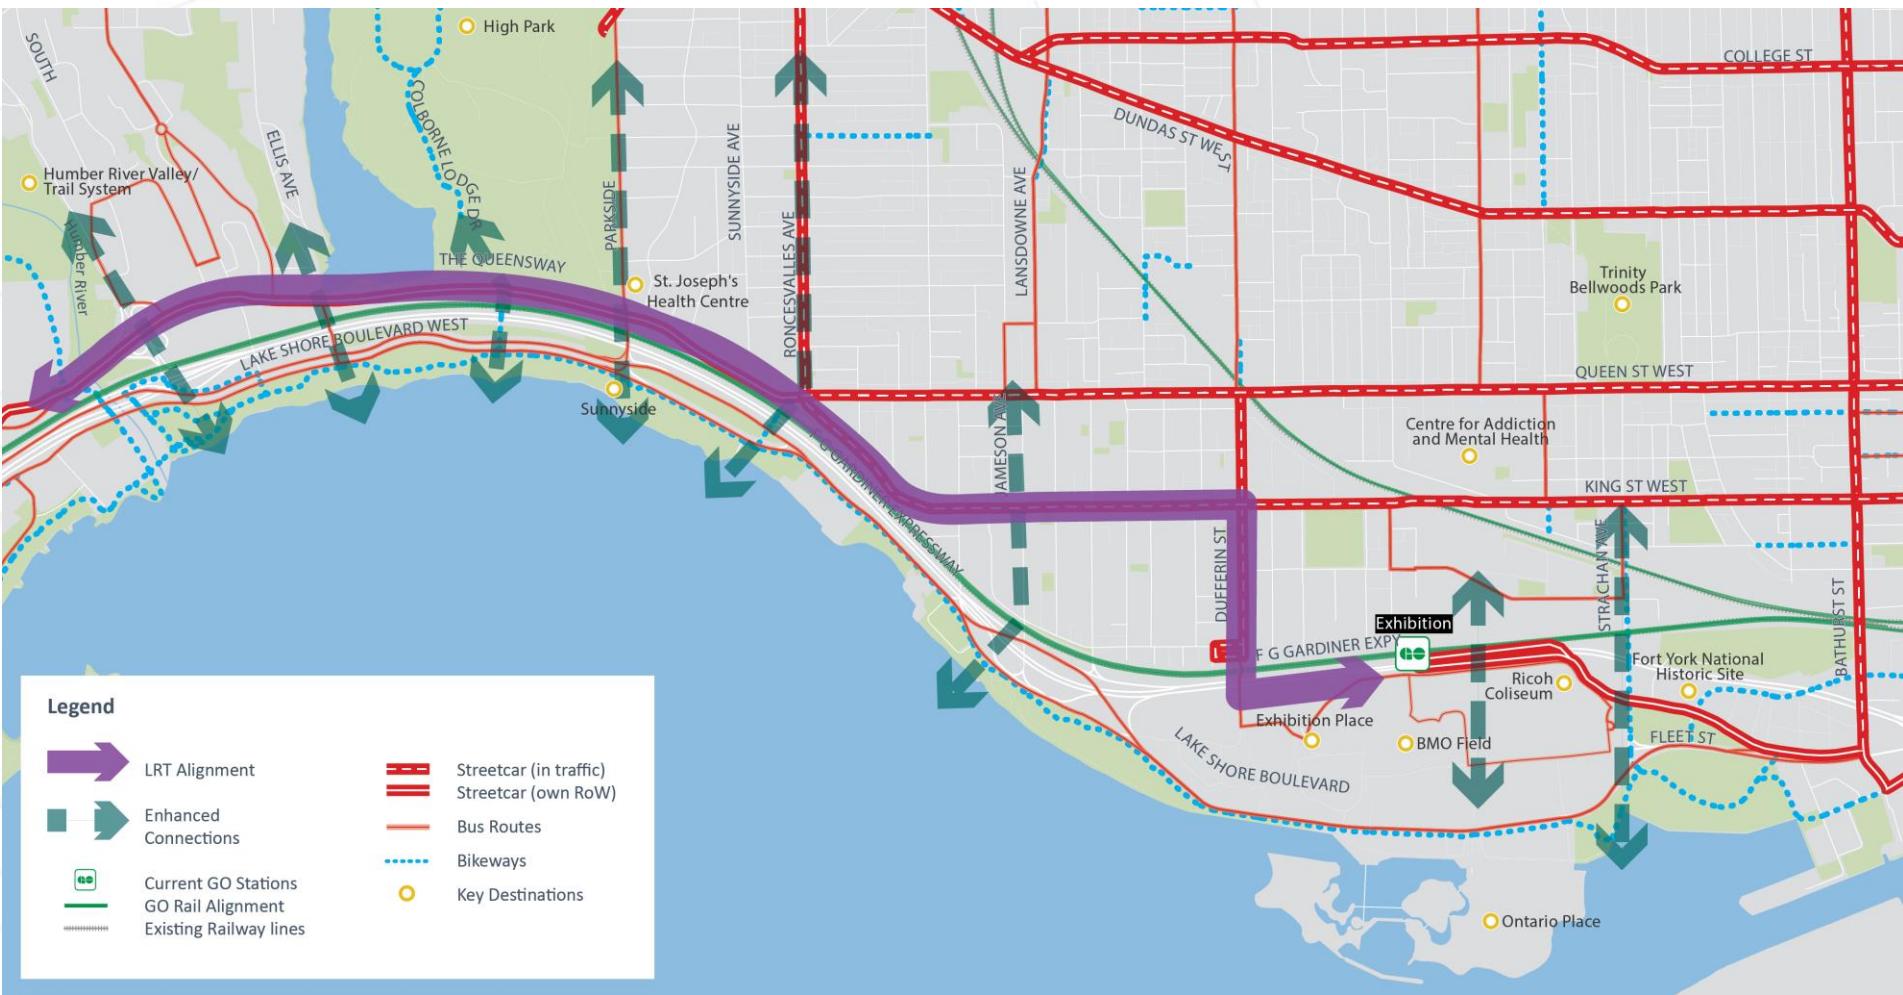 High Park
SOUTH
COLLEGE ST
COLBORNE LODGE DR
DUNDAS ST WEST
ELLIS AVE
Humber River Valley/
Trail System
SUNNYSIDE AVE
PARKSIDE
LANSDOWNE AVE
RONCESVALLES AVE
Humber River
THE QUEENSWAY
St. Joseph's
Health Centre
Trinity
Bellwoods Park
LAKE SHORE BOULEVARD WEST
QUEEN ST WEST
Sunnyside
JAMESON AVE
Centre for Addiction
and Mental Health
F G GARDINER EXPRESSWAY
KING ST WEST
DUFFERIN ST
STRACHAN AVE
BATHURST ST
Exhibition
F G GARDINER EXPY
Fort York National
Historic Site
Ricoh
Coliseum
Exhibition Place
BMO Field
FLEET ST
LAKE SHORE BOULEVARD
Ontario Place
Legend
LRT Alignment
Enhanced
Connections
Current GO Stations
GO Rail Alignment
Existing Railway lines
Streetcar (in traffic)
Streetcar (own RoW)
Bus Routes
Bikeways
Key Destinations